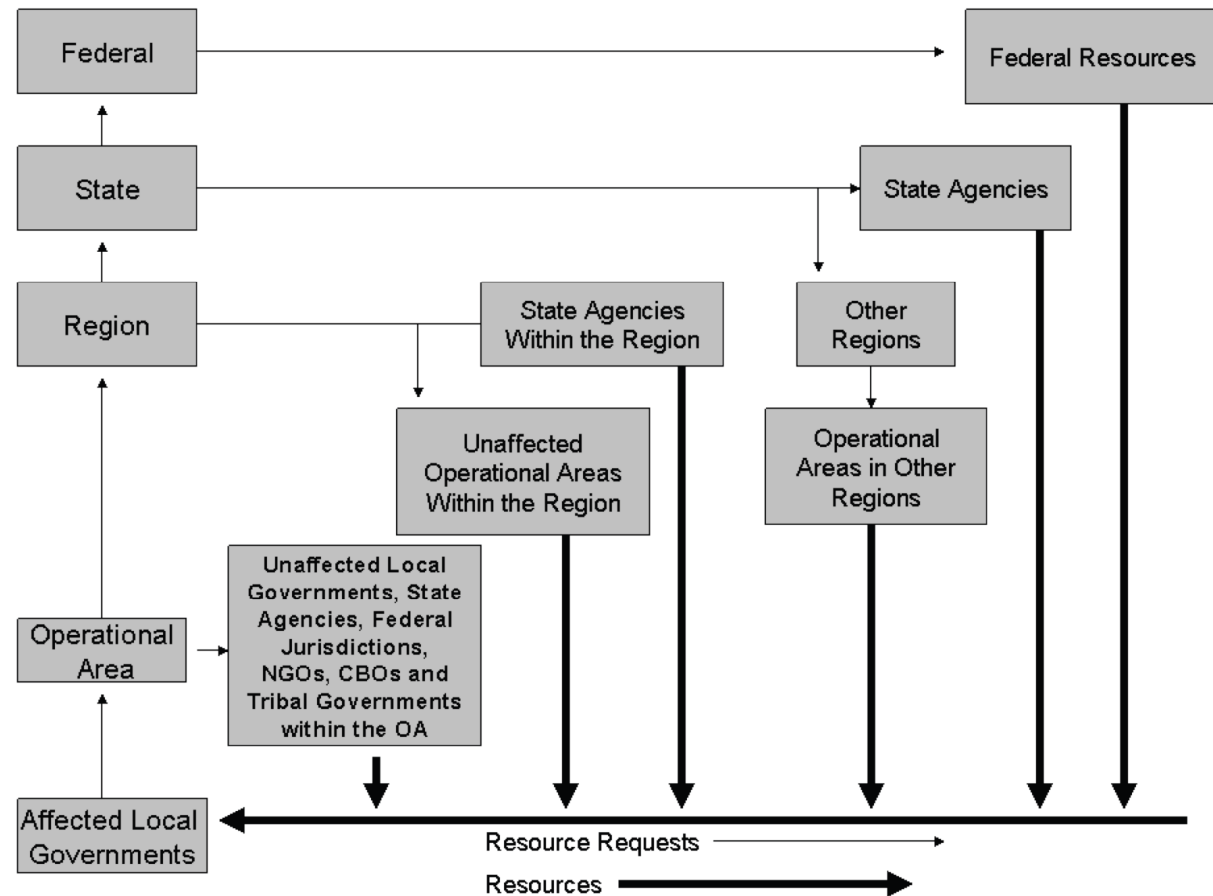 Federal
Federal Resources
State
State Agencies
Region
State Agencies
Within the Region
Other
Regions
Unaffected
Operational Areas
Within the Region
Operational
Areas in Other
Regions
Operational
Area
Unaffected Local
Governments, State
Agencies, Federal
Jurisdictions,
NGOs, CBOs and
Tribal Governments
within the OA
Affected Local
Governments
Resource Requests
Resources